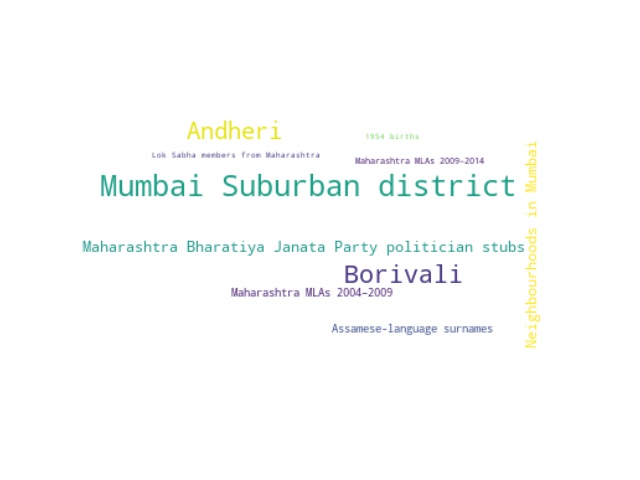 Andheri
1954 births
Lok Sabha members from Maharashtra
Maharashtra MLAs 2009–2014
Mumbai Suburban district
Neighbourhoods in Mumbai
Maharashtra Bharatiya Janata Party politician stubs
Borivali
Maharashtra MLAs 2004–2009
Assamese-language surnames